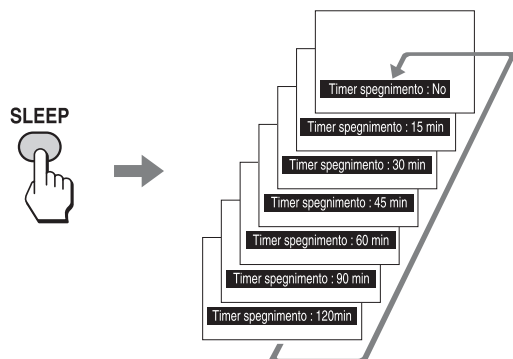 SLEEP
Timer spegnimento : No
Timer spegnimento : 15 min
Timer spegnimento : 30 min
Timer spegnimento : 45 min
Timer spegnimento : 60 min
Timer spegnimento : 90 min
Timer spegnimento : 120min